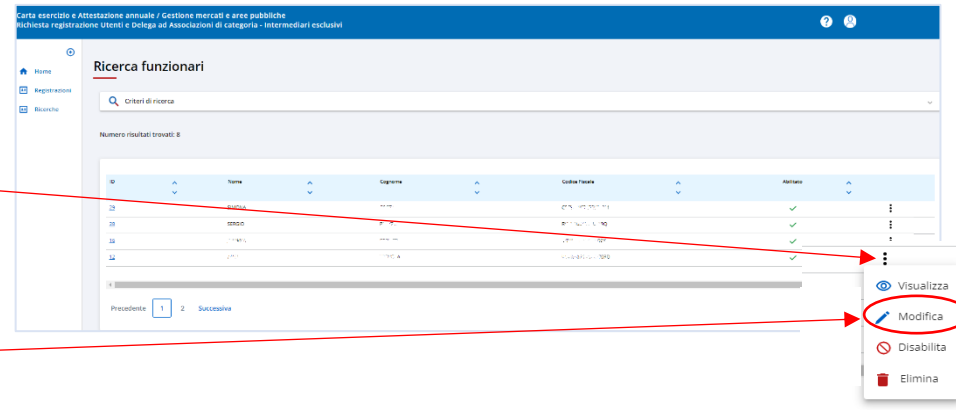 Carta esercizio e Attestazione annuale / Gestione mercati e aree pubbliche
Richiesta registrazione Utenti e Delega ad Associazioni di categoria - Intermediari esclusivi
Home
Registrazioni
Ricerche
Ricerca funzionari
Criteri di ricerca
Numero risultati trovati: 8
ID Nome Cognome Codice Fiscale Abilitato
SERGIO
12
Precedente 1 2 Successiva
Visualizza
Modifica
Disabilita
Elimina